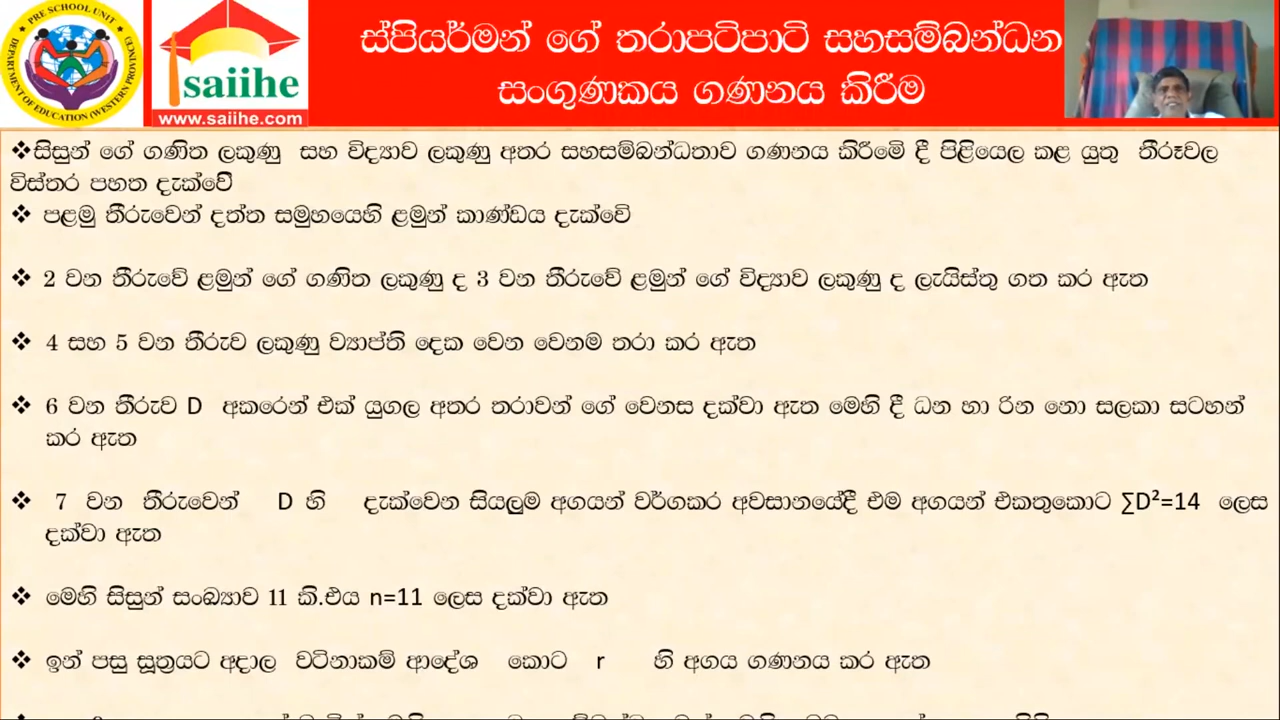 PRE SCHOOL UNIT
DEPARTMENT OF EDUCATION (WESTERN PROVINCE)
saiihe
www.saiihe.com
ස්පියර්මන් ගේ තරාපටිපාටි සහසම්බන්ධන
සංගුණකය ගණනය කිරීම
❖සිසුන් ගේ ගණිත ලකුණු සහ විද්‍යාව ලකුණු අතර සහසම්බන්ධතාව ගණනය කිරීමේ දී පිළියෙල කළ යුතු තීරුවල
විස්තර පහත දැක්වේ
❖ පළමු තීරුවෙන් දත්ත සමුහයෙහි ළමුන් කාණ්ඩය දැක්වේ
❖ 2 වන තීරුවේ ළමුන් ගේ ගණිත ලකුණු ද 3 වන තීරුවේ ළමුන් ගේ විද්‍යාව ලකුණු ද ලැයිස්තු ගත කර ඇත
❖ 4 සහ 5 වන තීරුව ලකුණු ව්‍යාප්ති දෙක වෙන වෙනම තරා කර ඇත
❖ 6 වන තීරුව D අකරෙන් එක් යුගල අතර තරාවන් ගේ වෙනස දක්වා ඇත මෙහි දී ධන හා රින නො සලකා සටහන්
කර ඇත
❖ 7 වන තීරුවෙන් D හි දැක්වෙන සියලුම අගයන් වර්ගකර අවසානයේදී එම අගයන් එකතුකොට ∑D²=14 ලෙස
දක්වා ඇත
❖ මෙහි සිසුන් සංඛ්‍යාව 11 කි.එය n=11 ලෙස දක්වා ඇත
❖ ඉන් පසු සූත්‍රයට අදාල වටිනාකම් ආදේශ කොට r හි අගය ගණනය කර ඇත